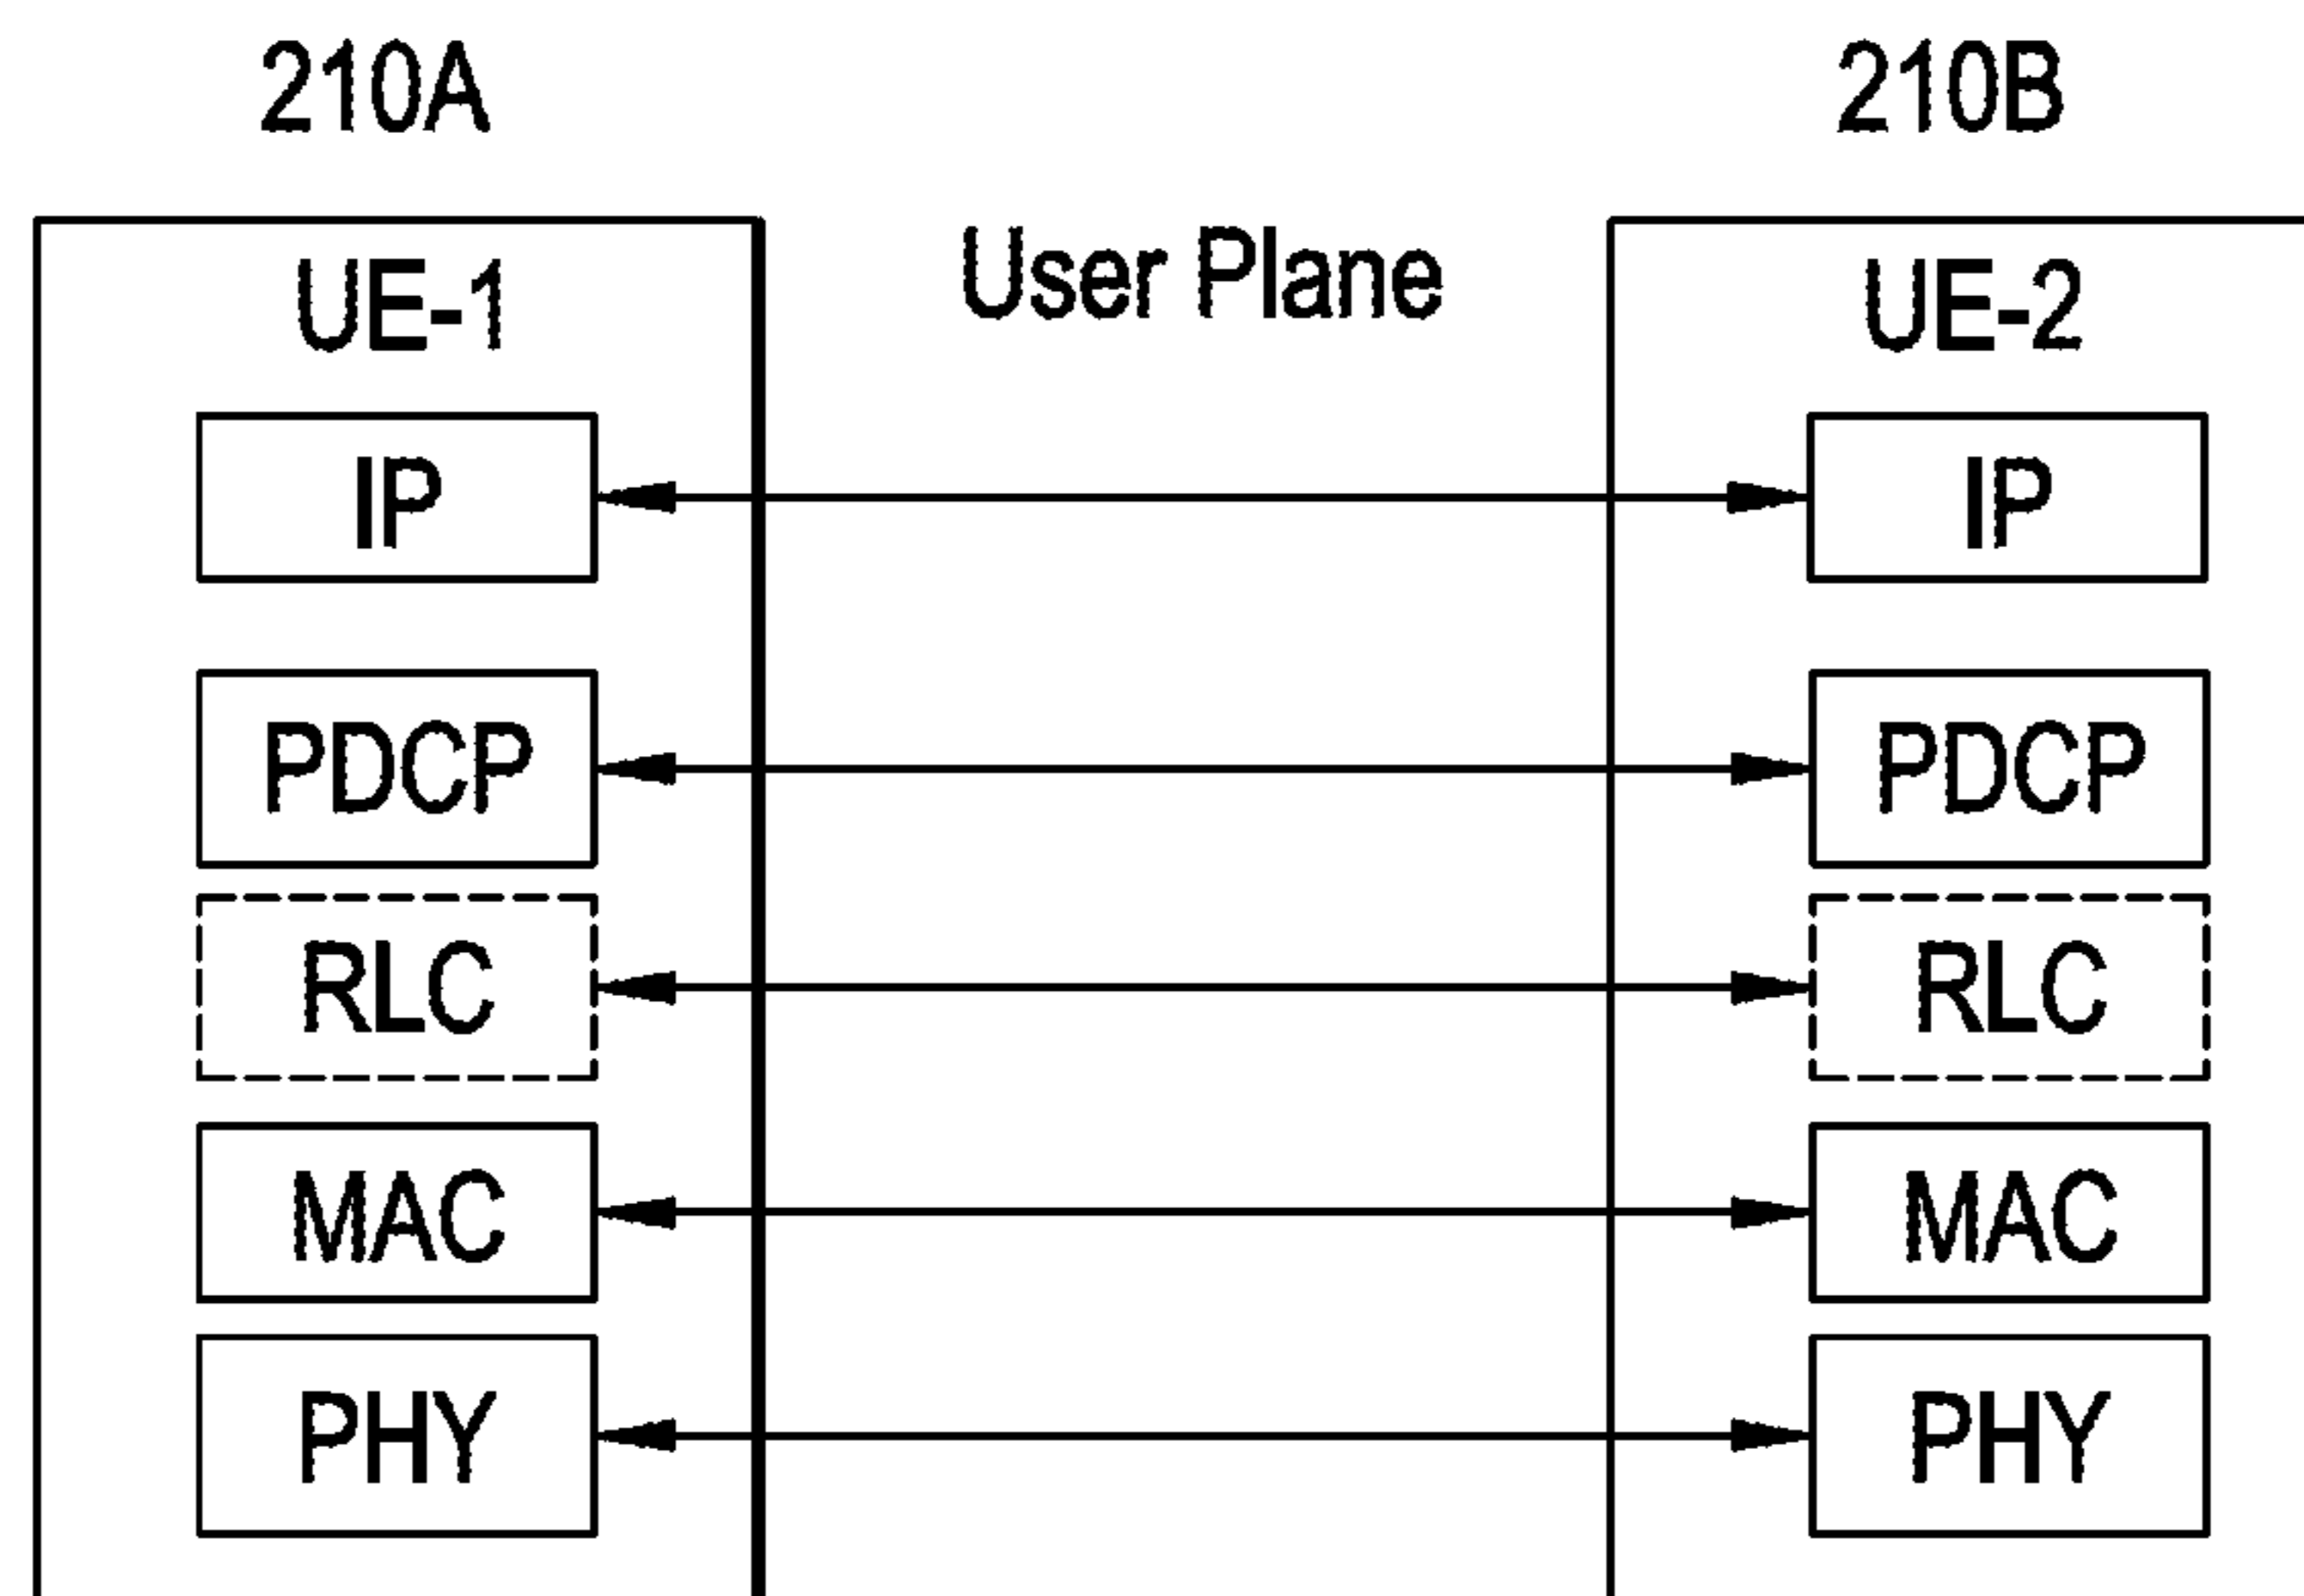 210A 210B
User Plane
UE-1 UE-2
IP IP
PDCP PDCP
RLC RLC
MAC MAC
PHY PHY